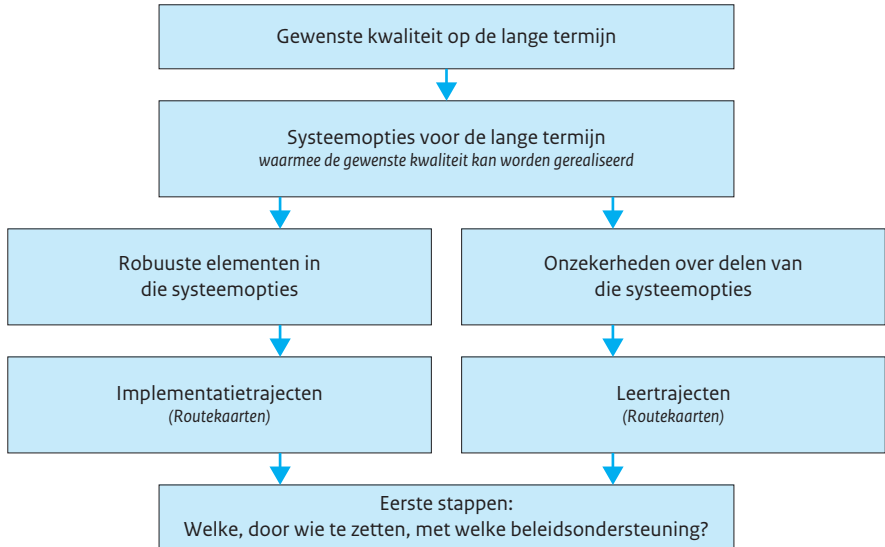 Gewenste kwaliteit op de lange termijn
Systeemopties voor de lange termijn
waarmee de gewenste kwaliteit kan worden gerealiseerd
Robuuste elementen in
die systeemopties
Onzekerheden over delen van
die systeemopties
Implementatietrajecten
(Routekaarten)
Leertrajecten
(Routekaarten)
Eerste stappen:
Welke, door wie te zetten, met welke beleidsondersteuning?